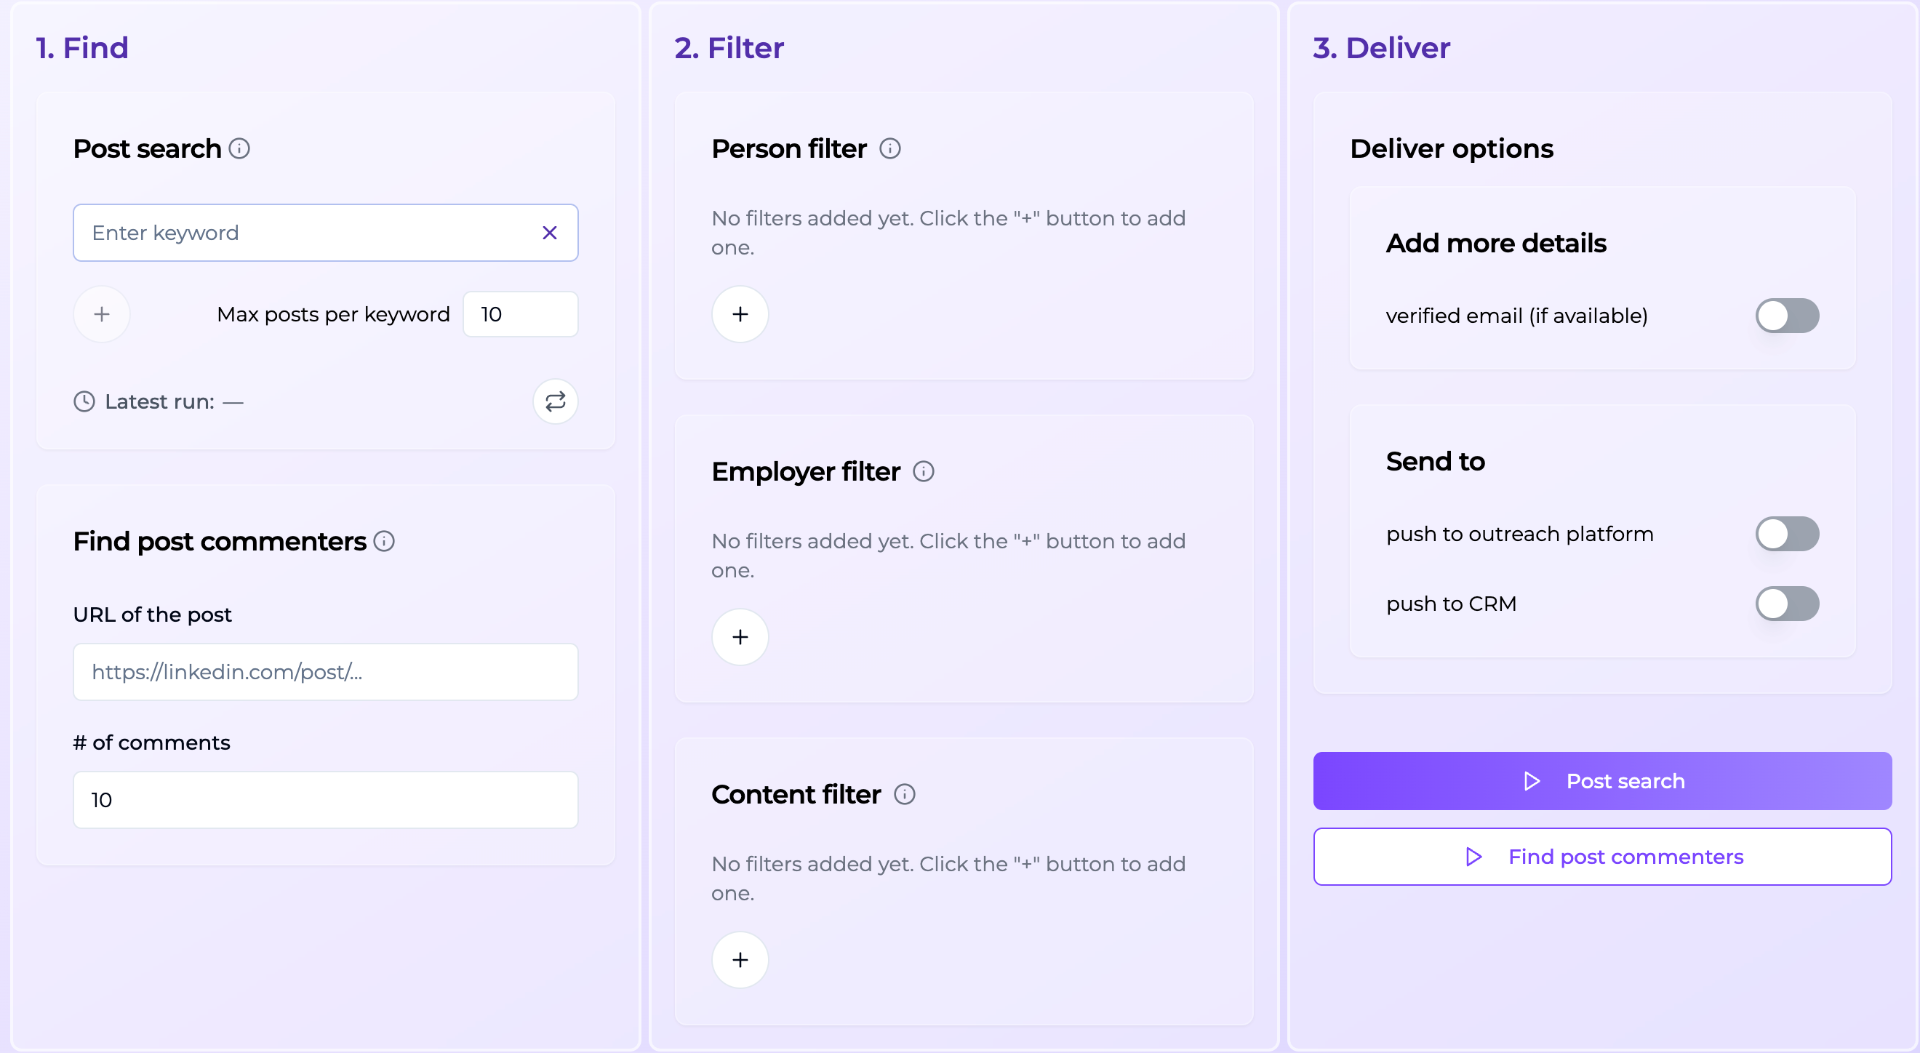 1. Find
Post search
Enter keyword
Max posts per keyword
10
Latest run: —
Find post commenters
URL of the post
https://linkedin.com/post/...
# of comments
10
2. Filter
Person filter
No filters added yet. Click the "+" button to add
one.
Employer filter
No filters added yet. Click the "+" button to add
one.
Content filter
No filters added yet. Click the "+" button to add
one.
3. Deliver
Deliver options
Add more details
verified email (if available)
Send to
push to outreach platform
push to CRM
Post search
Find post commenters